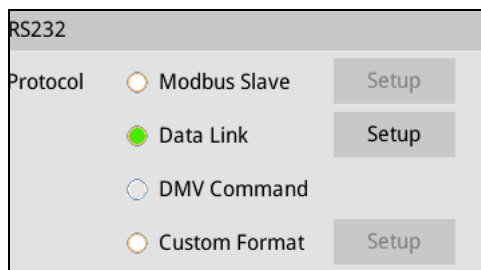 RS232
Protocol Modbus Slave Setup
Data Link Setup
DMV Command
Custom Format Setup